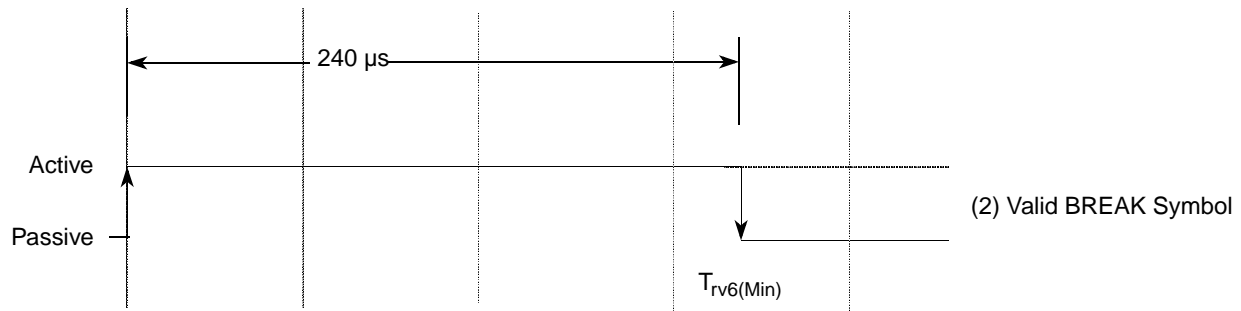 240 µs
Active
(2) Valid BREAK Symbol
Passive
Trv6(Min)